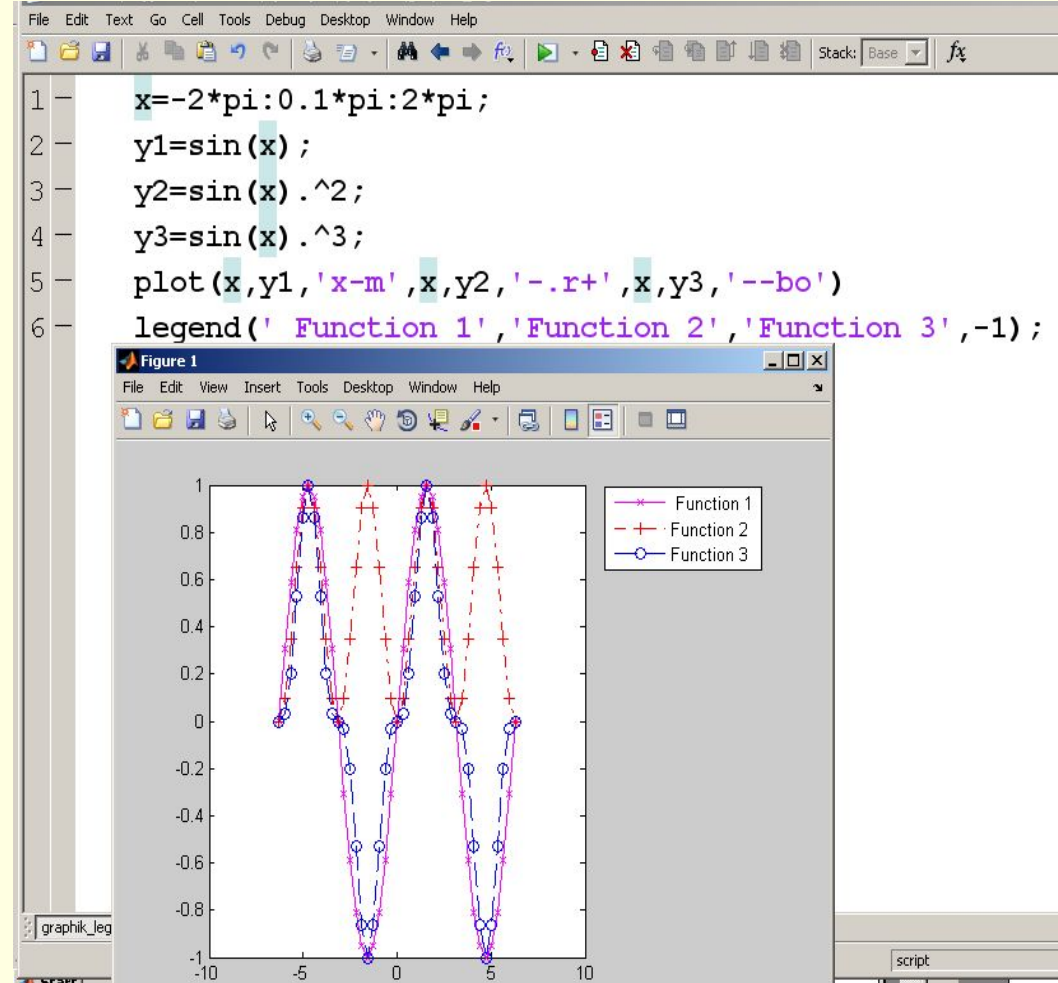 File Edit Text Go Cell Tools Debug Desktop Window Help
Stack: Base fx
1 x=-2*pi:0.1*pi:2*pi;
2 y1=sin(x);
3 y2=sin(x).^2;
4 y3=sin(x).^3;
5 plot(x,y1,'x-m',x,y2,'-.r+',x,y3,'--bo')
6 legend(' Function 1','Function 2','Function 3',-1);
Figure 1
File Edit View Insert Tools Desktop Window Help
1
0.8
0.6
0.4
0.2
0
-0.2
-0.4
-0.6
-0.8
-1
-10 -5 0 5 10
Function 1
Function 2
Function 3
graphik_leg
script